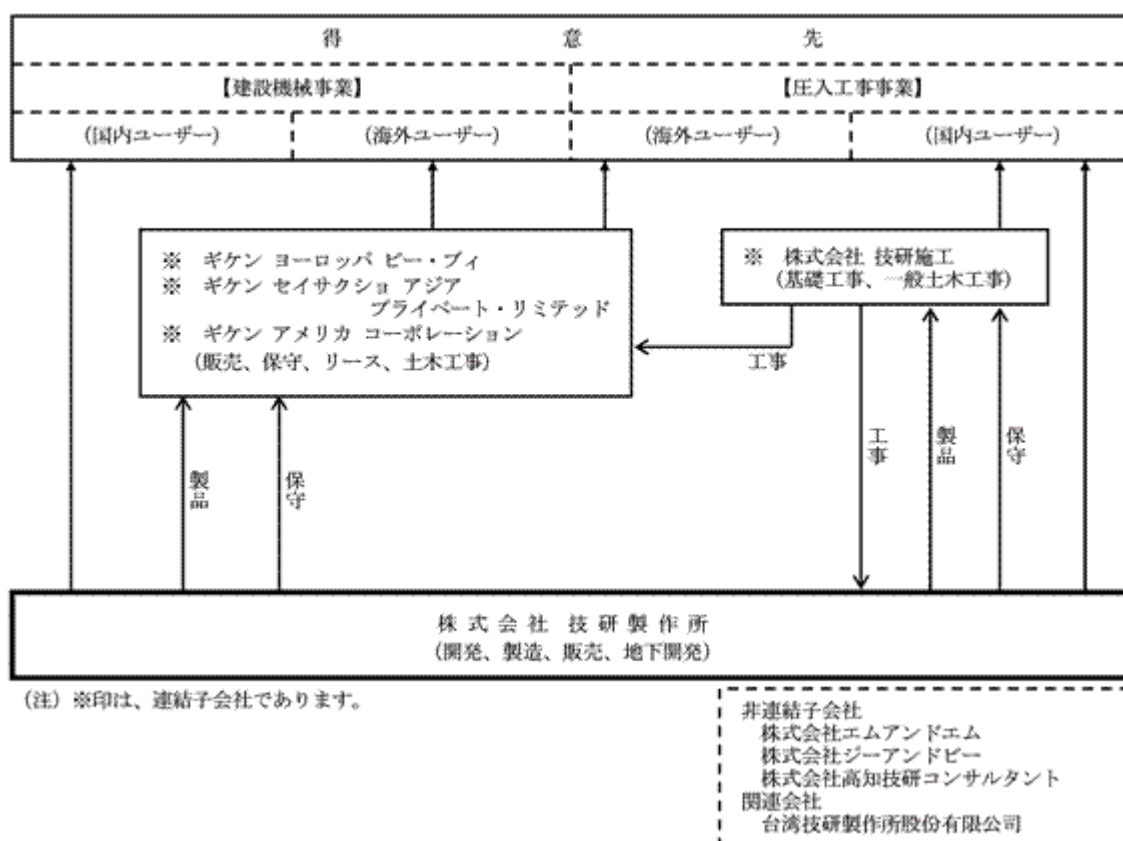 得意先
【建設機械事業】
【圧入工事事業】
(国内ユーザー)
(海外ユーザー)
(海外ユーザー)
(国内ユーザー)
※ ギケン ヨーロッパ ビー・ブイ
※ ギケン セイサクショ アジア
プライベート・リミテッド
※ ギケン アメリカ コーポレーション
(販売、保守、リース、土木工事)
※ 株式会社 技研施工
(基礎工事、一般土木工事)
工事
製品
保守
工事
製品
保守
株式会社 技研製作所
(開発、製造、販売、地下開発)
(注) ※印は、連結子会社であります。
非連結子会社
株式会社エムアンドエム
株式会社ジーアンドビー
株式会社高知技研コンサルタント
関連会社
台湾技研製作所股份有限公司